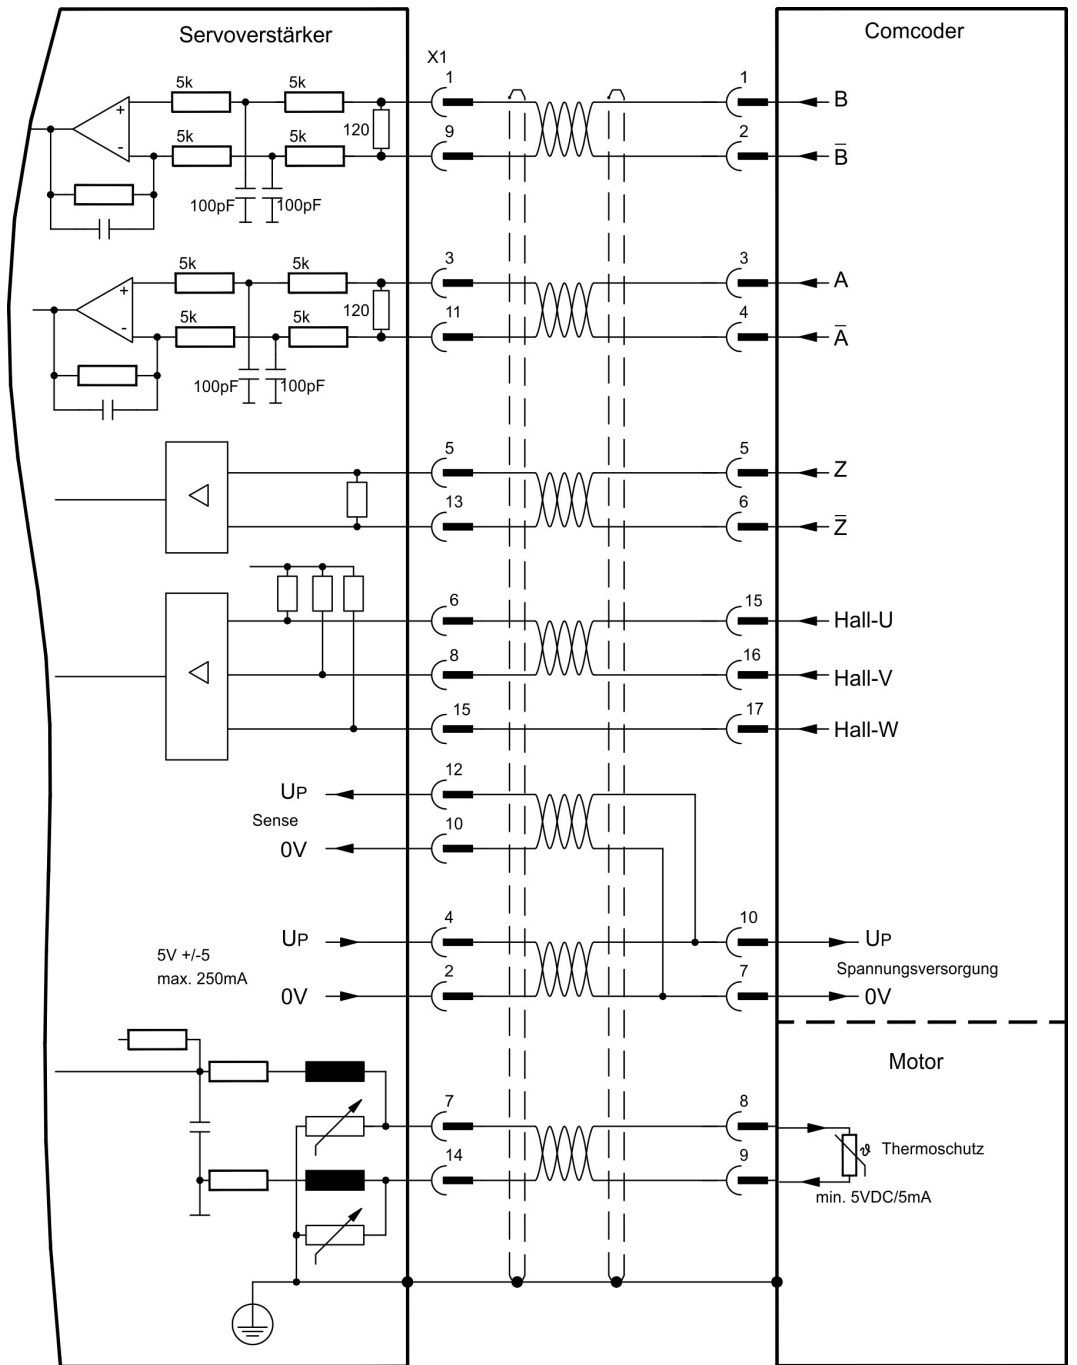 Servoverstärker
Comcoder
X1
5k
5k
1
1
B
+
-
120
5k
5k
9
2
B̅
100pF
100pF
5k
5k
3
3
A
+
-
120
5k
5k
11
4
A̅
100pF
100pF
5
5
Z
13
6
Z̅
6
15
Hall-U
8
16
Hall-V
15
17
Hall-W
12
UP
Sense
10
0V
4
10
UP
UP
5V +/-5
max. 250mA
Spannungsversorgung
2
7
0V
0V
Motor
7
8
Thermoschutz
ϑ
14
9
min. 5VDC/5mA